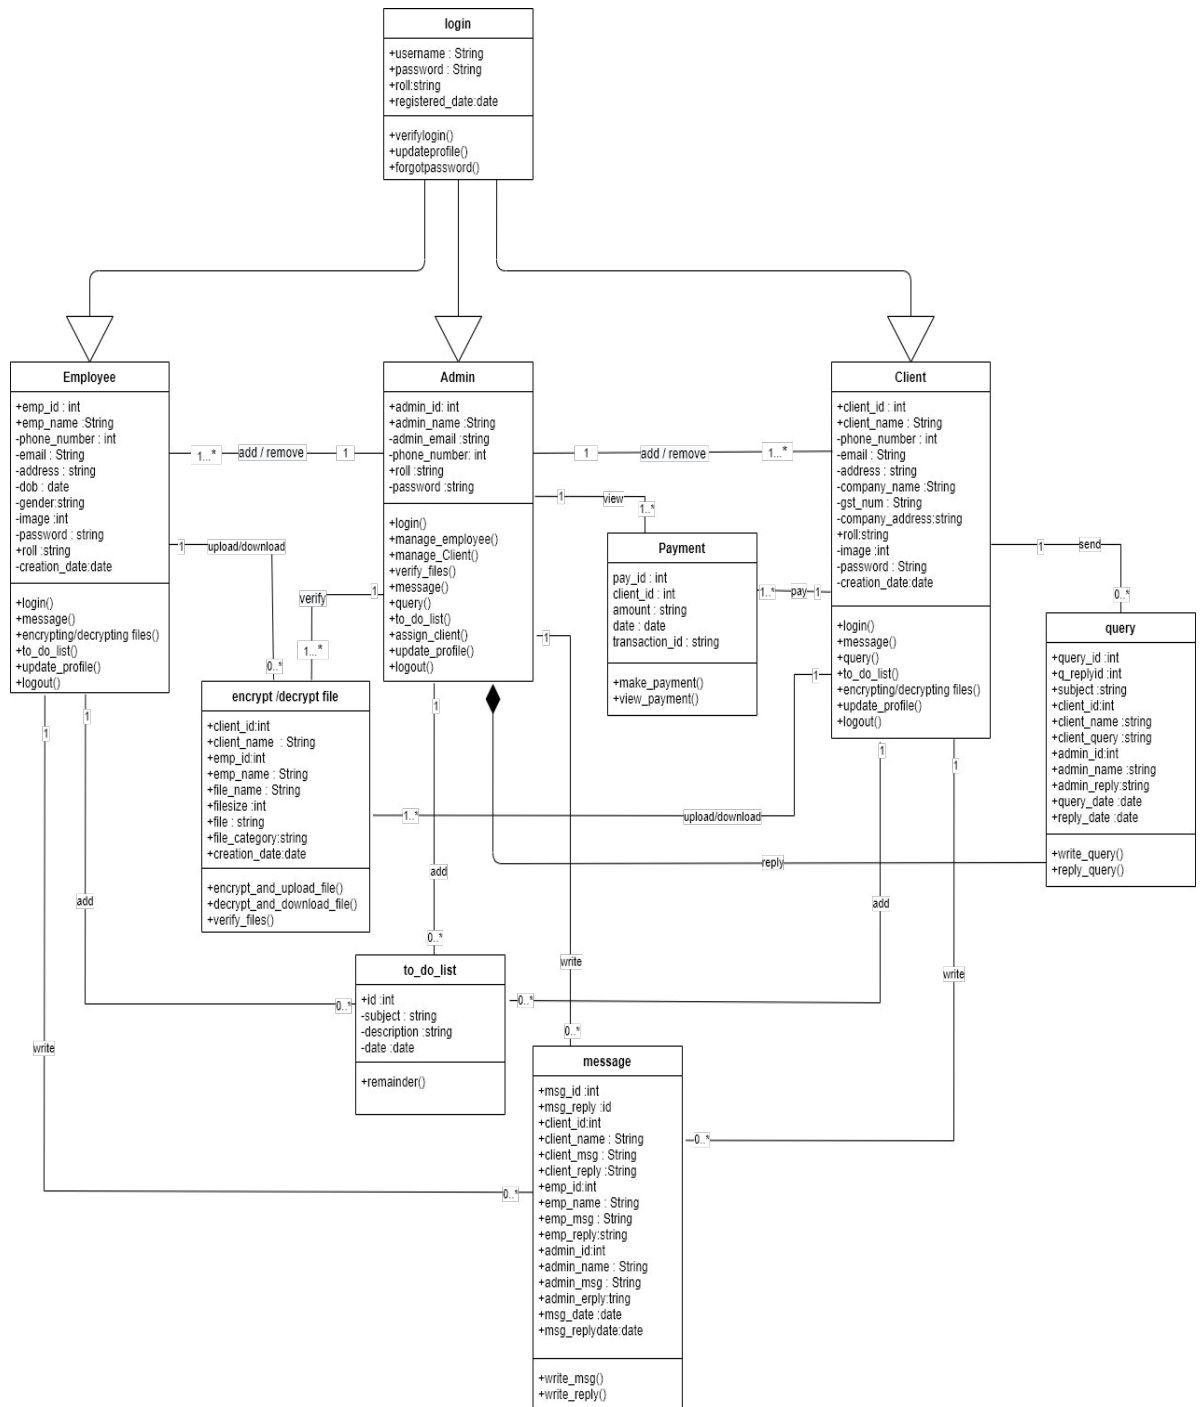 login
+username : String
+password : String
+roll:string
+registered_date:date
+verifylogin()
+updateprofile()
+forgotpassword()
Employee
+emp_id : int
+emp_name :String
-phone_number : int
-email : String
-address : string
-dob : date
-gender:string
-image :int
-password : string
+roll :string
-creation_date:date
+login()
+message()
+encrypting/decrypting files()
+to_do_list()
+update_profile()
+logout()
1...*
add / remove
1
Admin
+admin_id: int
+admin_name :String
-admin_email :string
-phone_number: int
+roll :string
-password :string
+login()
+manage_employee()
+manage_Client()
+verify_files()
+message()
+query()
+to_do_list()
+assign_client()
+update_profile()
+logout()
1
add / remove
1...*
Client
+client_id : int
+client_name : String
-phone_number : int
-email : String
-address : string
-company_name :String
-gst_num : String
-company_address:string
+roll:string
-image :int
-password : String
-creation_date:date
+login()
+message()
+query()
+to_do_list()
+encrypting/decrypting files()
+update_profile()
+logout()
1
view
1..*
Payment
pay_id : int
client_id : int
amount : string
date : date
transaction_id : string
+make_payment()
+view_payment()
1..*
pay
1
1
send
0..*
query
+query_id :int
+q_replyid :int
+subject :string
+client_id:int
+client_name :string
+client_query :string
+admin_id:int
+admin_name :string
+admin_reply:string
+query_date :date
+reply_date :date
+write_query()
+reply_query()
1
upload/download
0..*
1
verify
1...*
encrypt /decrypt file
+client_id:int
+client_name : String
+emp_id:int
+emp_name : String
+file_name : String
+filesize :int
+file : string
+file_category:string
+creation_date:date
+encrypt_and_upload_file()
+decrypt_and_download_file()
+verify_files()
1..*
upload/download
1
reply
1
add
0..*
1
add
0..*
1
add
0..*
to_do_list
+id :int
-subject : string
-description :string
-date :date
+remainder()
1
write
0..*
1
write
0..*
1
write
0..*
message
+msg_id :int
+msg_reply :id
+client_id:int
+client_name : String
+client_msg : String
+client_reply :String
+emp_id:int
+emp_name : String
+emp_msg : String
+emp_reply:string
+admin_id:int
+admin_name : String
+admin_msg : String
+admin_erply:tring
+msg_date :date
+msg_replydate:date
+write_msg()
+write_reply()